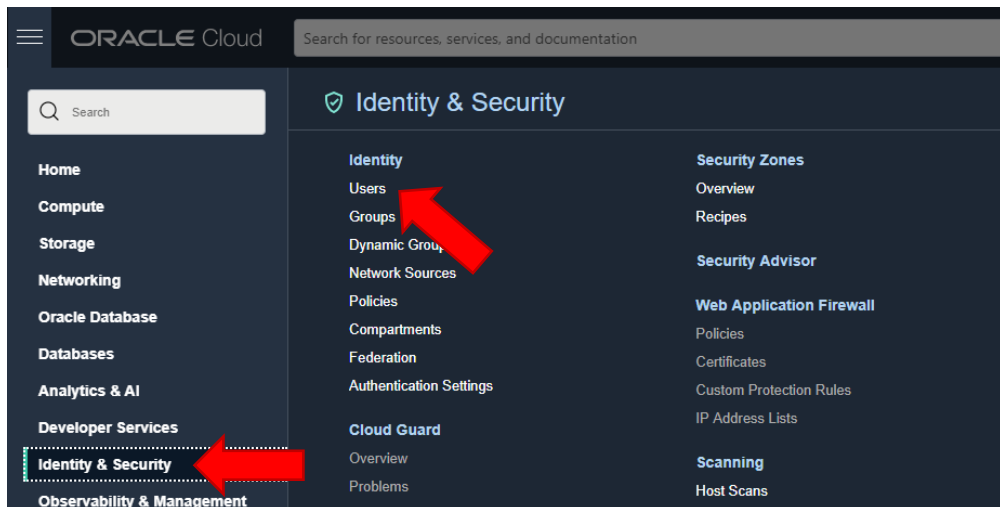 ORACLE Cloud
Search for resources, services, and documentation
Search
Home
Compute
Storage
Networking
Oracle Database
Databases
Analytics & AI
Developer Services
Identity & Security
Observability & Management
Identity & Security
Identity
Users
Groups
Dynamic Group
Network Sources
Policies
Compartments
Federation
Authentication Settings
Cloud Guard
Overview
Problems
Security Zones
Overview
Recipes
Security Advisor
Web Application Firewall
Policies
Certificates
Custom Protection Rules
IP Address Lists
Scanning
Host Scans